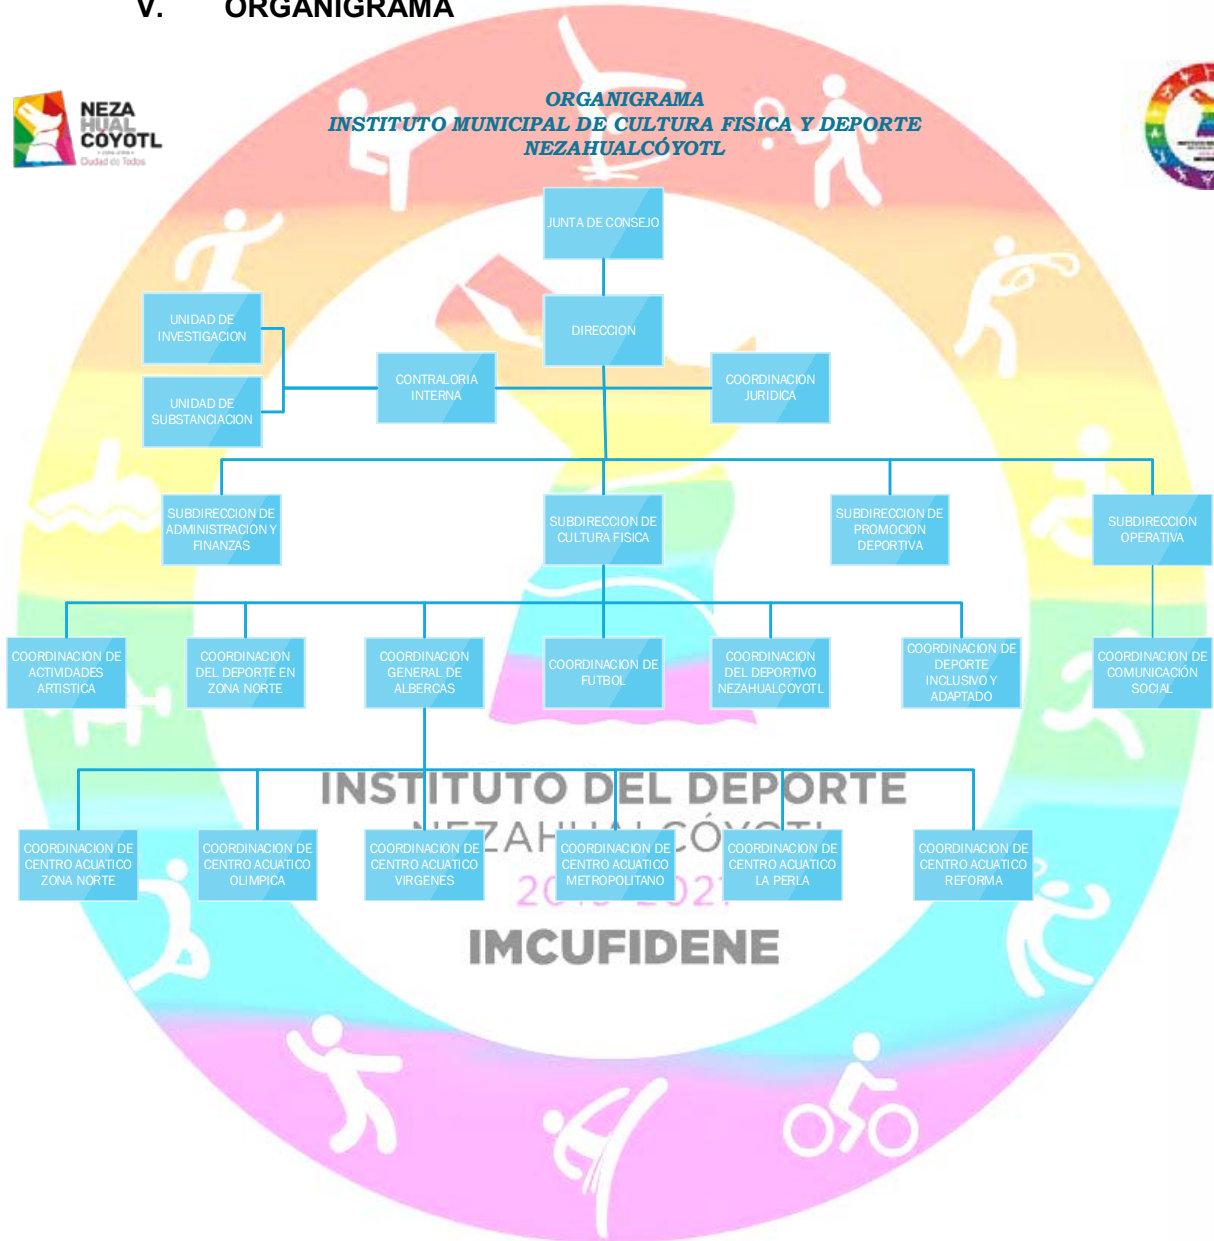 V. ORGANIGRAMA
NEZA
HUAL
CÓYOTL
Ciudad de Todos
ORGANIGRAMA
INSTITUTO MUNICIPAL DE CULTURA FISICA Y DEPORTE
NEZAHUALCÓYOTL
JUNTA DE CONSEJO
DIRECCION
UNIDAD DE
INVESTIGACION
UNIDAD DE
SUBSTANCIACION
CONTRALORIA
INTERNA
COORDINACION
JURIDICA
SUBDIRECCION DE
ADMINISTRACION Y
FINANZAS
SUBDIRECCION DE
CULTURA FISICA
SUBDIRECCION DE
PROMOCION
DEPORTIVA
SUBDIRECCION
OPERATIVA
COORDINACION DE
ACTIVIDADES
ARTISTICA
COORDINACION
DEL DEPORTE EN
ZONA NORTE
COORDINACION
GENERAL DE
ALBERCAS
COORDINACION DE
FUTBOL
COORDINACION
DEL DEPORTIVO
NEZAHUALCOYOTL
COORDINACION DE
DEPORTE
INCLUSIVO Y
ADAPTADO
COORDINACION DE
COMUNICACIÓN
SOCIAL
INSTITUTO DEL DEPORTE
NEZAHUALCÓYOTL
COORDINACION DE
CENTRO ACUATICO
ZONA NORTE
COORDINACION DE
CENTRO ACUATICO
OLIMPICA
COORDINACION DE
CENTRO ACUATICO
VIRGENES
COORDINACION DE
CENTRO ACUATICO
METROPOLITANO
COORDINACION DE
CENTRO ACUATICO
LA PERLA
COORDINACION DE
CENTRO ACUATICO
REFORMA
IMCUFIDENE